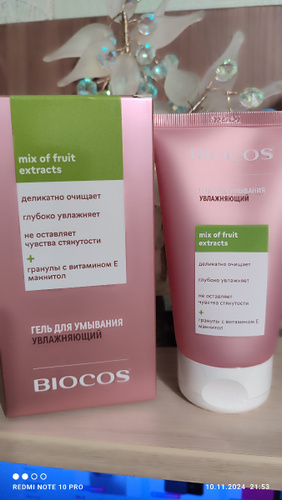 mix of fruit
extracts
деликатно очищает
глубоко увлажняет
не оставляет
чувства стянутости
+
гранулы с витамином Е
маннитол
ГЕЛЬ ДЛЯ УМЫВАНИЯ
УВЛАЖНЯЮЩИЙ
BIOCOS
BIOCOS
УМЫВАНИЯ
УВЛАЖНЯЮЩИЙ
mix of fruit
extracts
деликатно очищает
глубоко увлажняет
не оставляет
чувства стянутости
+
гранулы с витамином Е
маннитол
REDMI NOTE 10 PRO
10.11.2024 21:53